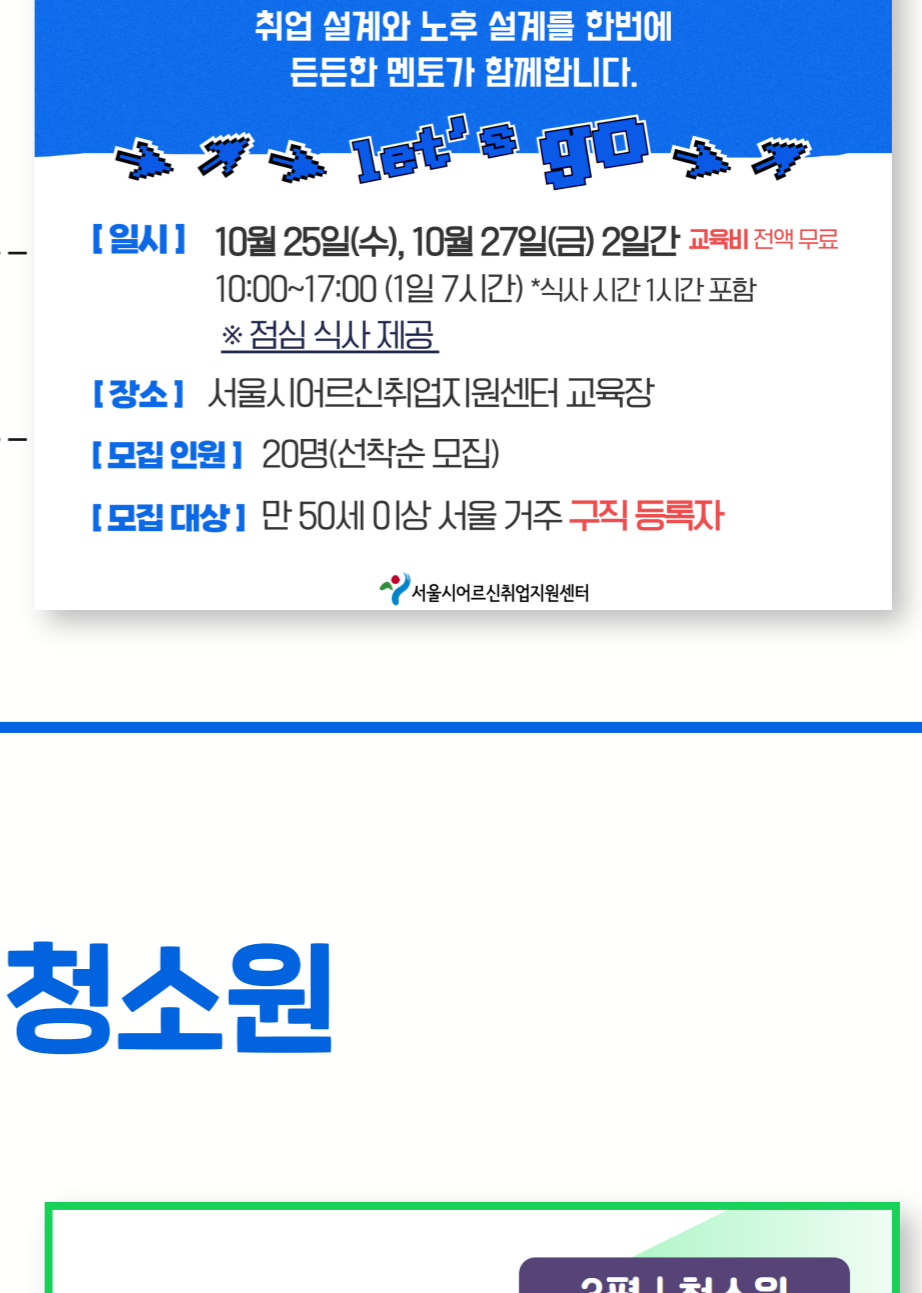 취업 설계와 노후 설계를 한번에
든든한 멘토가 함께합니다.
let's go
[ 일시 ] 10월 25일(수), 10월 27일(금) 2일간 교육비 전액 무료
10:00~17:00 (1일 7시간) *식사 시간 1시간 포함
※ 점심 식사 제공
[ 장소 ] 서울시어르신취업지원센터 교육장
[ 모집 인원 ] 20명(선착순 모집)
[ 모집 대상 ] 만 50세 이상 서울 거주 구직 등록자
서울시어르신취업지원센터
청소원